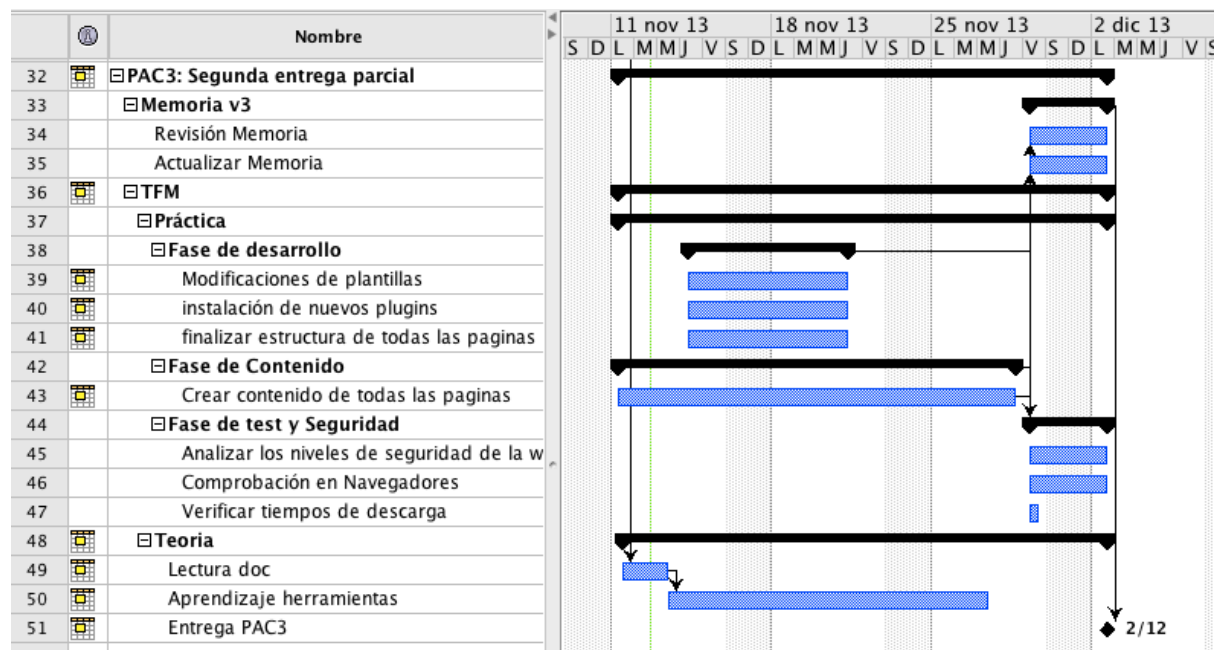 Nombre
11 nov 13 18 nov 13 25 nov 13 2 dic 13
S D L M M J V S D L M M J V S D L M M J V S D L M M J V S
32 PAC3: Segunda entrega parcial
33 Memoria v3
34 Revisión Memoria
35 Actualizar Memoria
36 TFM
37 Práctica
38 Fase de desarrollo
39 Modificaciones de plantillas
40 instalación de nuevos plugins
41 finalizar estructura de todas las paginas
42 Fase de Contenido
43 Crear contenido de todas las paginas
44 Fase de test y Seguridad
45 Analizar los niveles de seguridad de la w
46 Comprobación en Navegadores
47 Verificar tiempos de descarga
48 Teoria
49 Lectura doc
50 Aprendizaje herramientas
51 Entrega PAC3 2/12